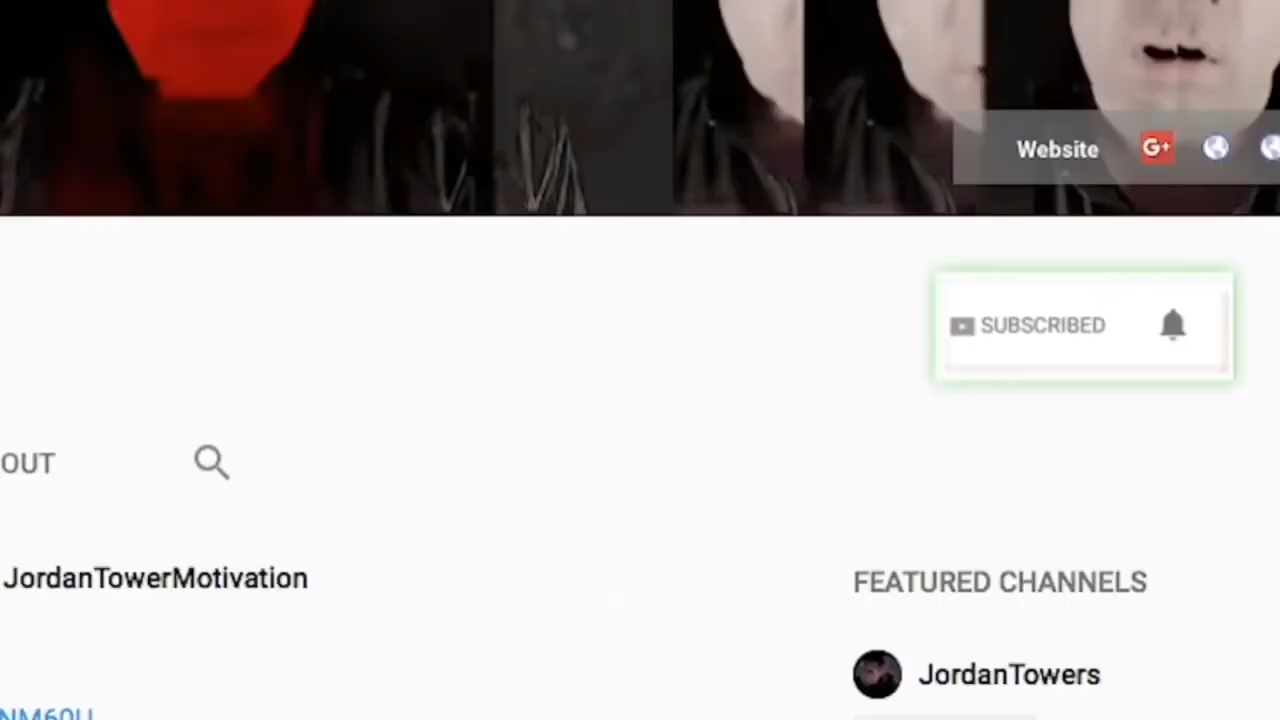 Website G+
SUBSCRIBED
OUT
JordanTowerMotivation
FEATURED CHANNELS
JordanTowers